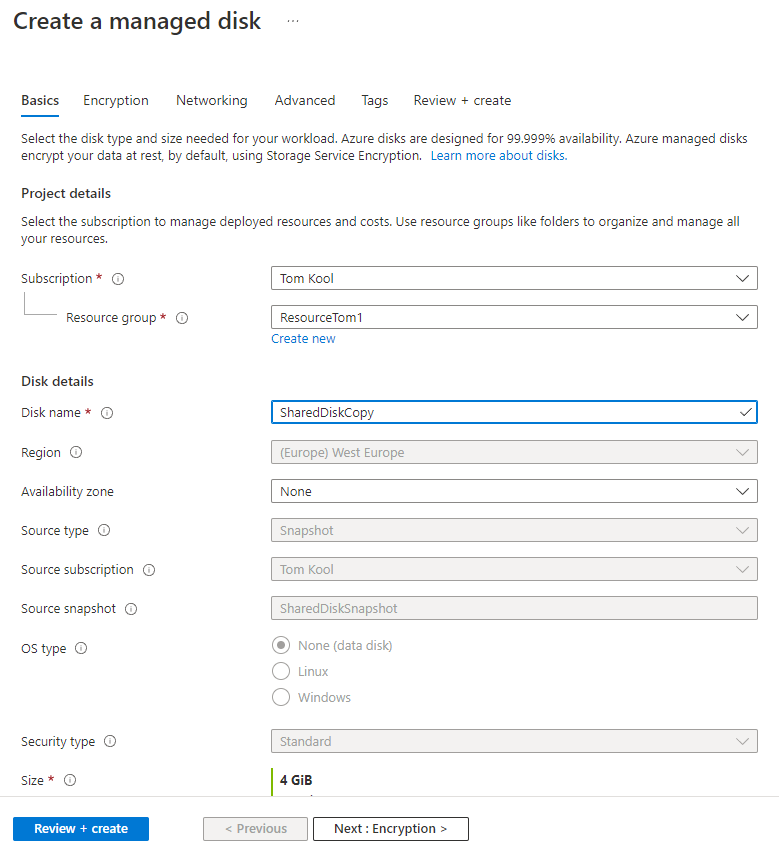 Create a managed disk ...
Basics Encryption Networking Advanced Tags Review + create
Select the disk type and size needed for your workload. Azure disks are designed for 99.999% availability. Azure managed disks
encrypt your data at rest, by default, using Storage Service Encryption. Learn more about disks.
Project details
Select the subscription to manage deployed resources and costs. Use resource groups like folders to organize and manage all
your resources.
Subscription * Tom Kool
Resource group * ResourceTom1
Create new
Disk details
Disk name * SharedDiskCopy
Region (Europe) West Europe
Availability zone None
Source type Snapshot
Source subscription Tom Kool
Source snapshot SharedDiskSnapshot
OS type None (data disk)
Linux
Windows
Security type Standard
Size * 4 GiB
Review + create < Previous Next : Encryption >